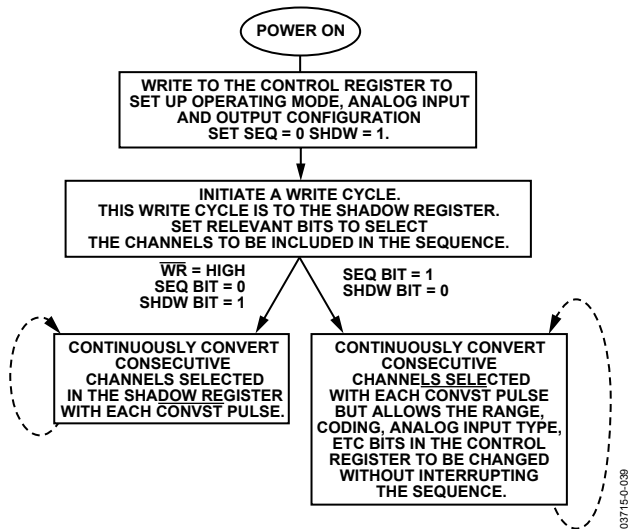 POWER ON
WRITE TO THE CONTROL REGISTER TO
SET UP OPERATING MODE, ANALOG INPUT
AND OUTPUT CONFIGURATION
SET SEQ = 0 SHDW = 1.
INITIATE A WRITE CYCLE.
THIS WRITE CYCLE IS TO THE SHADOW REGISTER.
SET RELEVANT BITS TO SELECT
THE CHANNELS TO BE INCLUDED IN THE SEQUENCE.
WR = HIGH
SEQ BIT = 0
SHDW BIT = 1
SEQ BIT = 1
SHDW BIT = 0
CONTINUOUSLY CONVERT
CONSECUTIVE
CHANNELS SELECTED
IN THE SHADOW REGISTER
WITH EACH CONVST PULSE.
CONTINUOUSLY CONVERT
CONSECUTIVE
CHANNELS SELECTED
WITH EACH CONVST PULSE
BUT ALLOWS THE RANGE,
CODING, ANALOG INPUT TYPE,
ETC BITS IN THE CONTROL
REGISTER TO BE CHANGED
WITHOUT INTERRUPTING
THE SEQUENCE.
03715-0-039